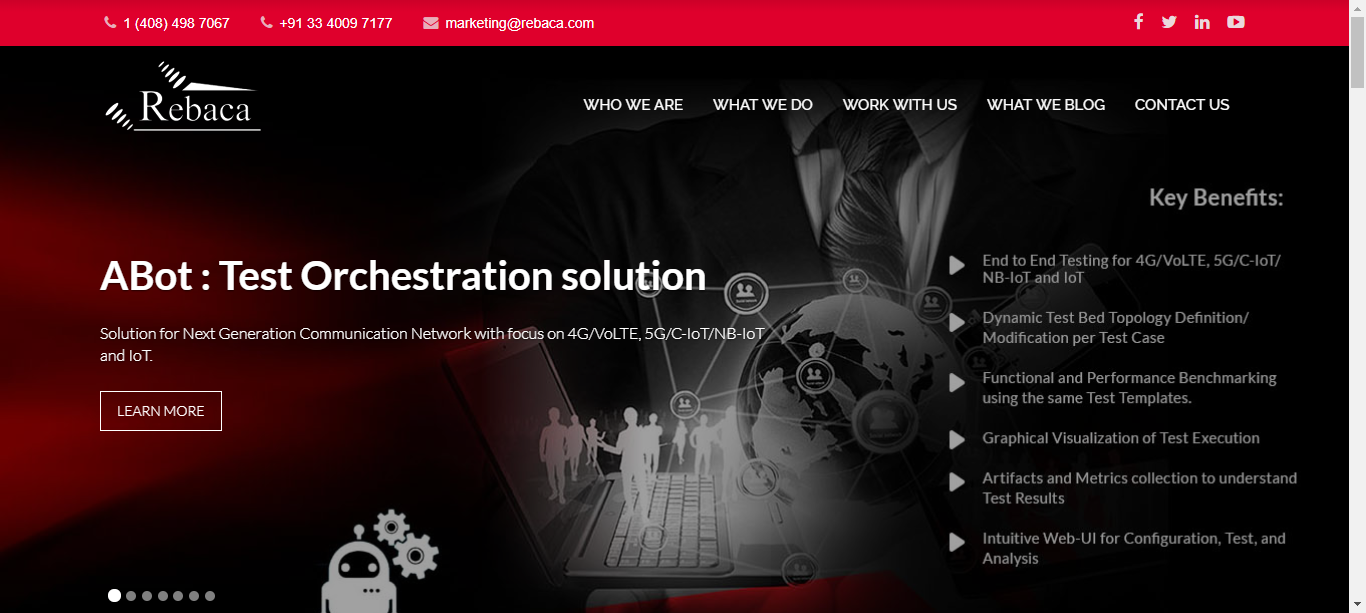 1 (408) 498 7067
+91 33 4009 7177
marketing@rebaca.com
Rebaca
WHO WE ARE
WHAT WE DO
WORK WITH US
WHAT WE BLOG
CONTACT US
ABot : Test Orchestration solution
Solution for Next Generation Communication Network with focus on 4G/VoLTE, 5G/C-IoT/NB-IoT
and IoT.
LEARN MORE
Key Benefits:
End to End Testing for 4G/VoLTE, 5G/C-IoT/
NB-IoT and IoT
Dynamic Test Bed Topology Definition/
Modification per Test Case
Functional and Performance Benchmarking
using the same Test Templates.
Graphical Visualization of Test Execution
Artifacts and Metrics collection to understand
Test Results
Intuitive Web-UI for Configuration, Test, and
Analysis